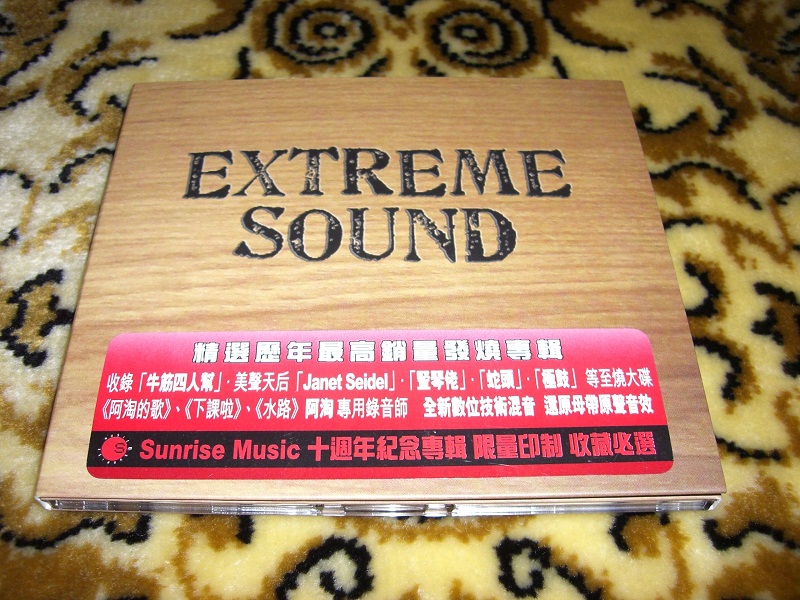 EXTREME
SOUND
精選歷年最高銷量發燒專輯
收錄「牛筋四人幫」·美聲天后「Janet Seidel」·「豎琴佬」·「蛇頭」·「極鼓」等至燒大碟
《阿淘的歌》、《下課啦》、《水路》阿淘專用錄音師 全新數位技術混音 還原母帶原聲音效
S Sunrise Music 十週年紀念專輯 限量印制 收藏必選